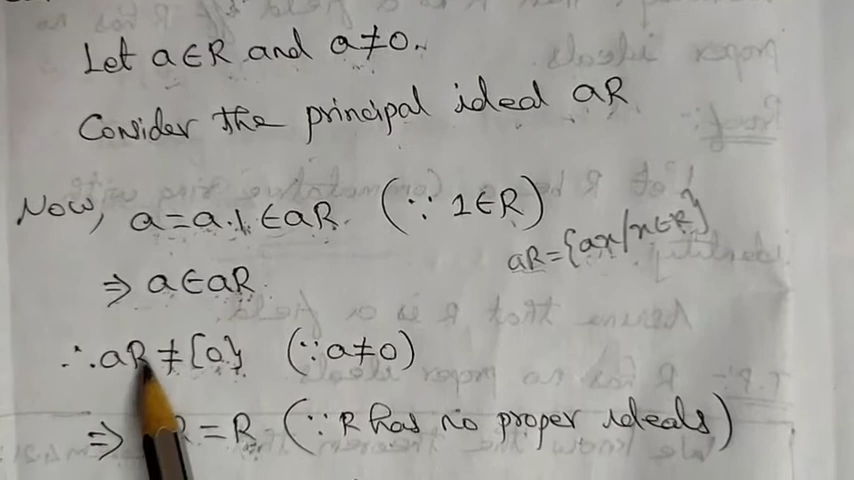 Let a∈R and a≠0.
Consider the principal ideal aR
Now, a=a.1∈aR (∵ 1∈R)
aR={ax/x∈R}
⇒ a∈aR
∴ aR≠{0} (∵a≠0)
⇒ R=R (∵R has no proper ideals)